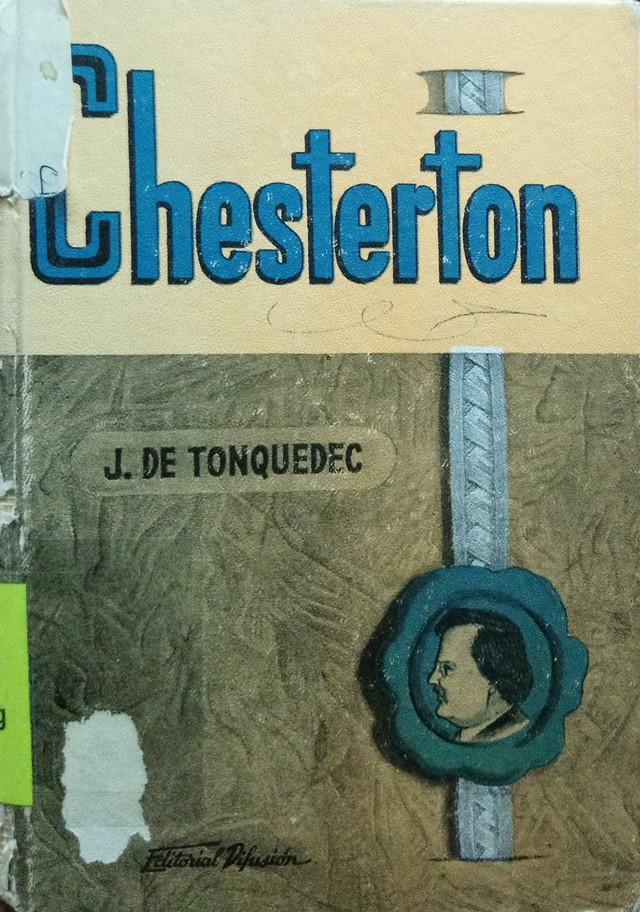 Chesterton
J. DE TONQUEDEC
Editorial Difusión